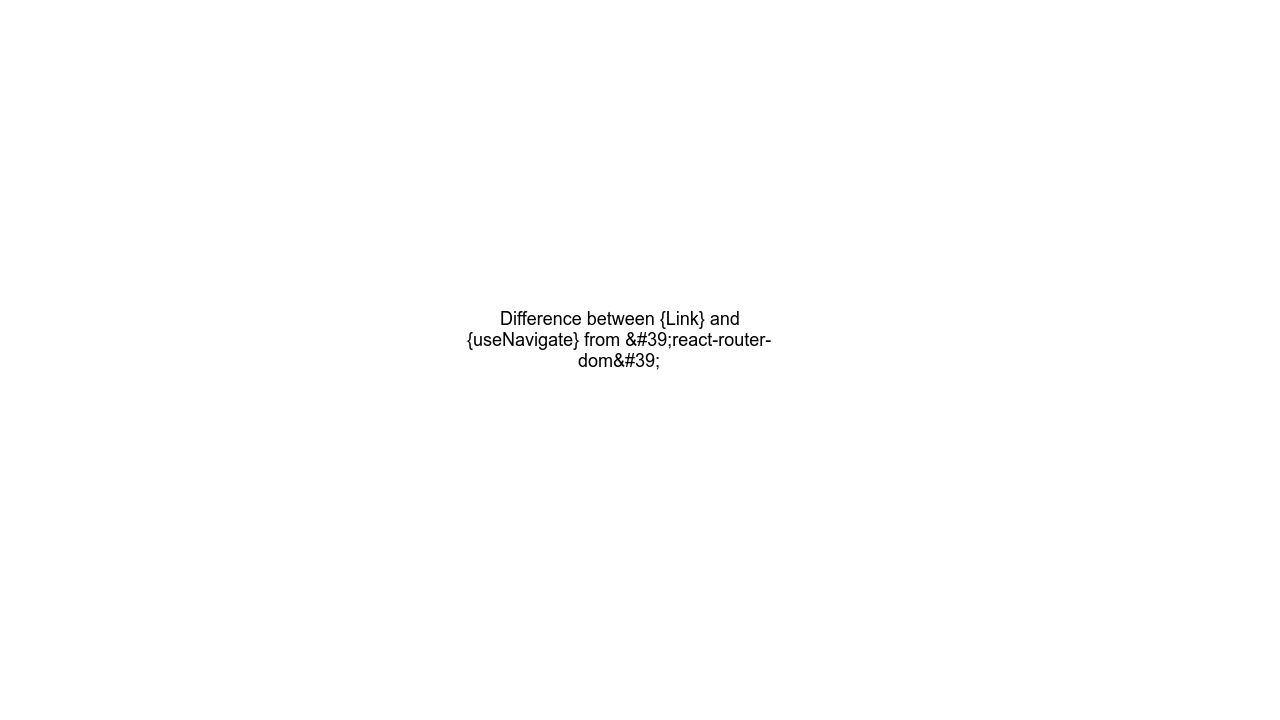 Difference between {Link} and
{useNavigate} from &#39;react-router-
dom&#39;